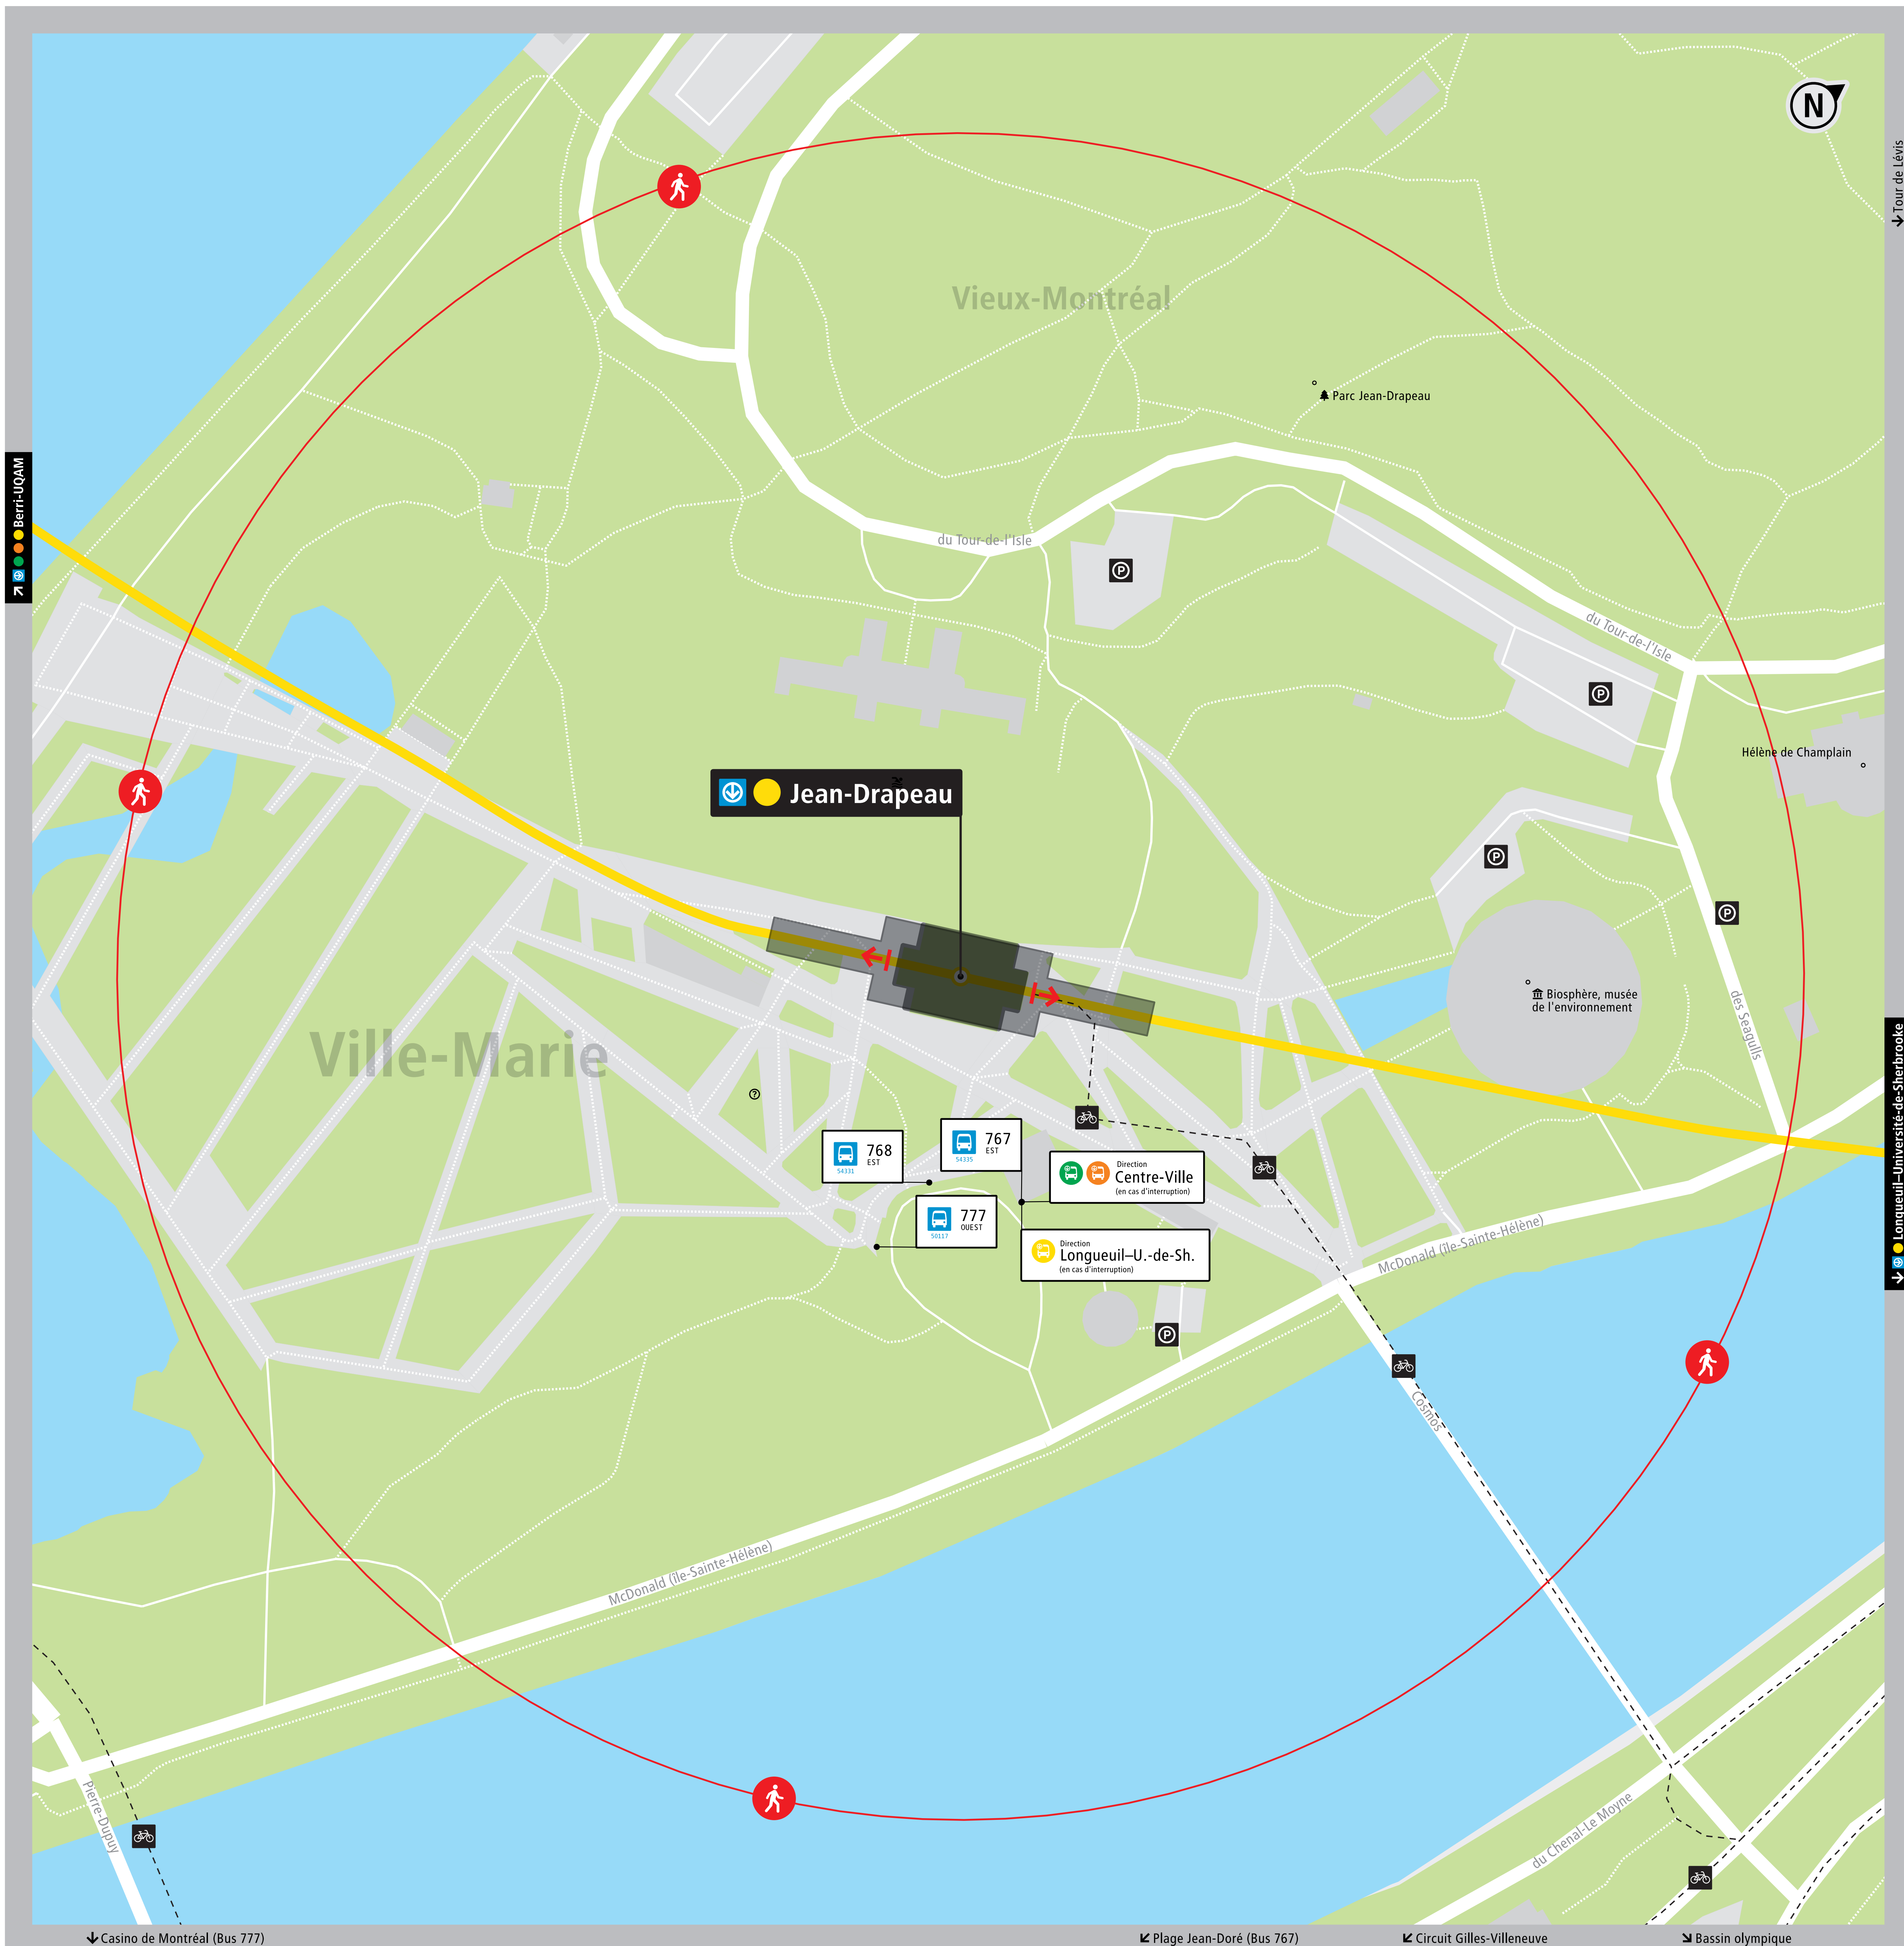 N
→ Tour de Lévis
Vieux-Montréal
Parc Jean-Drapeau
↗ Berri-UQAM
du Tour-de-l'Isle
P
du Tour-de-l'Isle
P
Hélène de Champlain
Jean-Drapeau
P
P
Biosphère, musée
de l'environnement
des Seagulls
Ville-Marie
?
768
EST
54331
767
EST
54335
Direction
Centre-Ville
(en cas d'interruption)
777
OUEST
50117
Direction
Longueuil–U.-de-Sh.
(en cas d'interruption)
→ Longueuil–Université-de-Sherbrooke
McDonald (île-Sainte-Hélène)
P
Cosmos
McDonald (île-Sainte-Hélène)
Pierre-Dupuy
du Chenal-Le Moyne
↓ Casino de Montréal (Bus 777)
↙ Plage Jean-Doré (Bus 767)
↙ Circuit Gilles-Villeneuve
↘ Bassin olympique